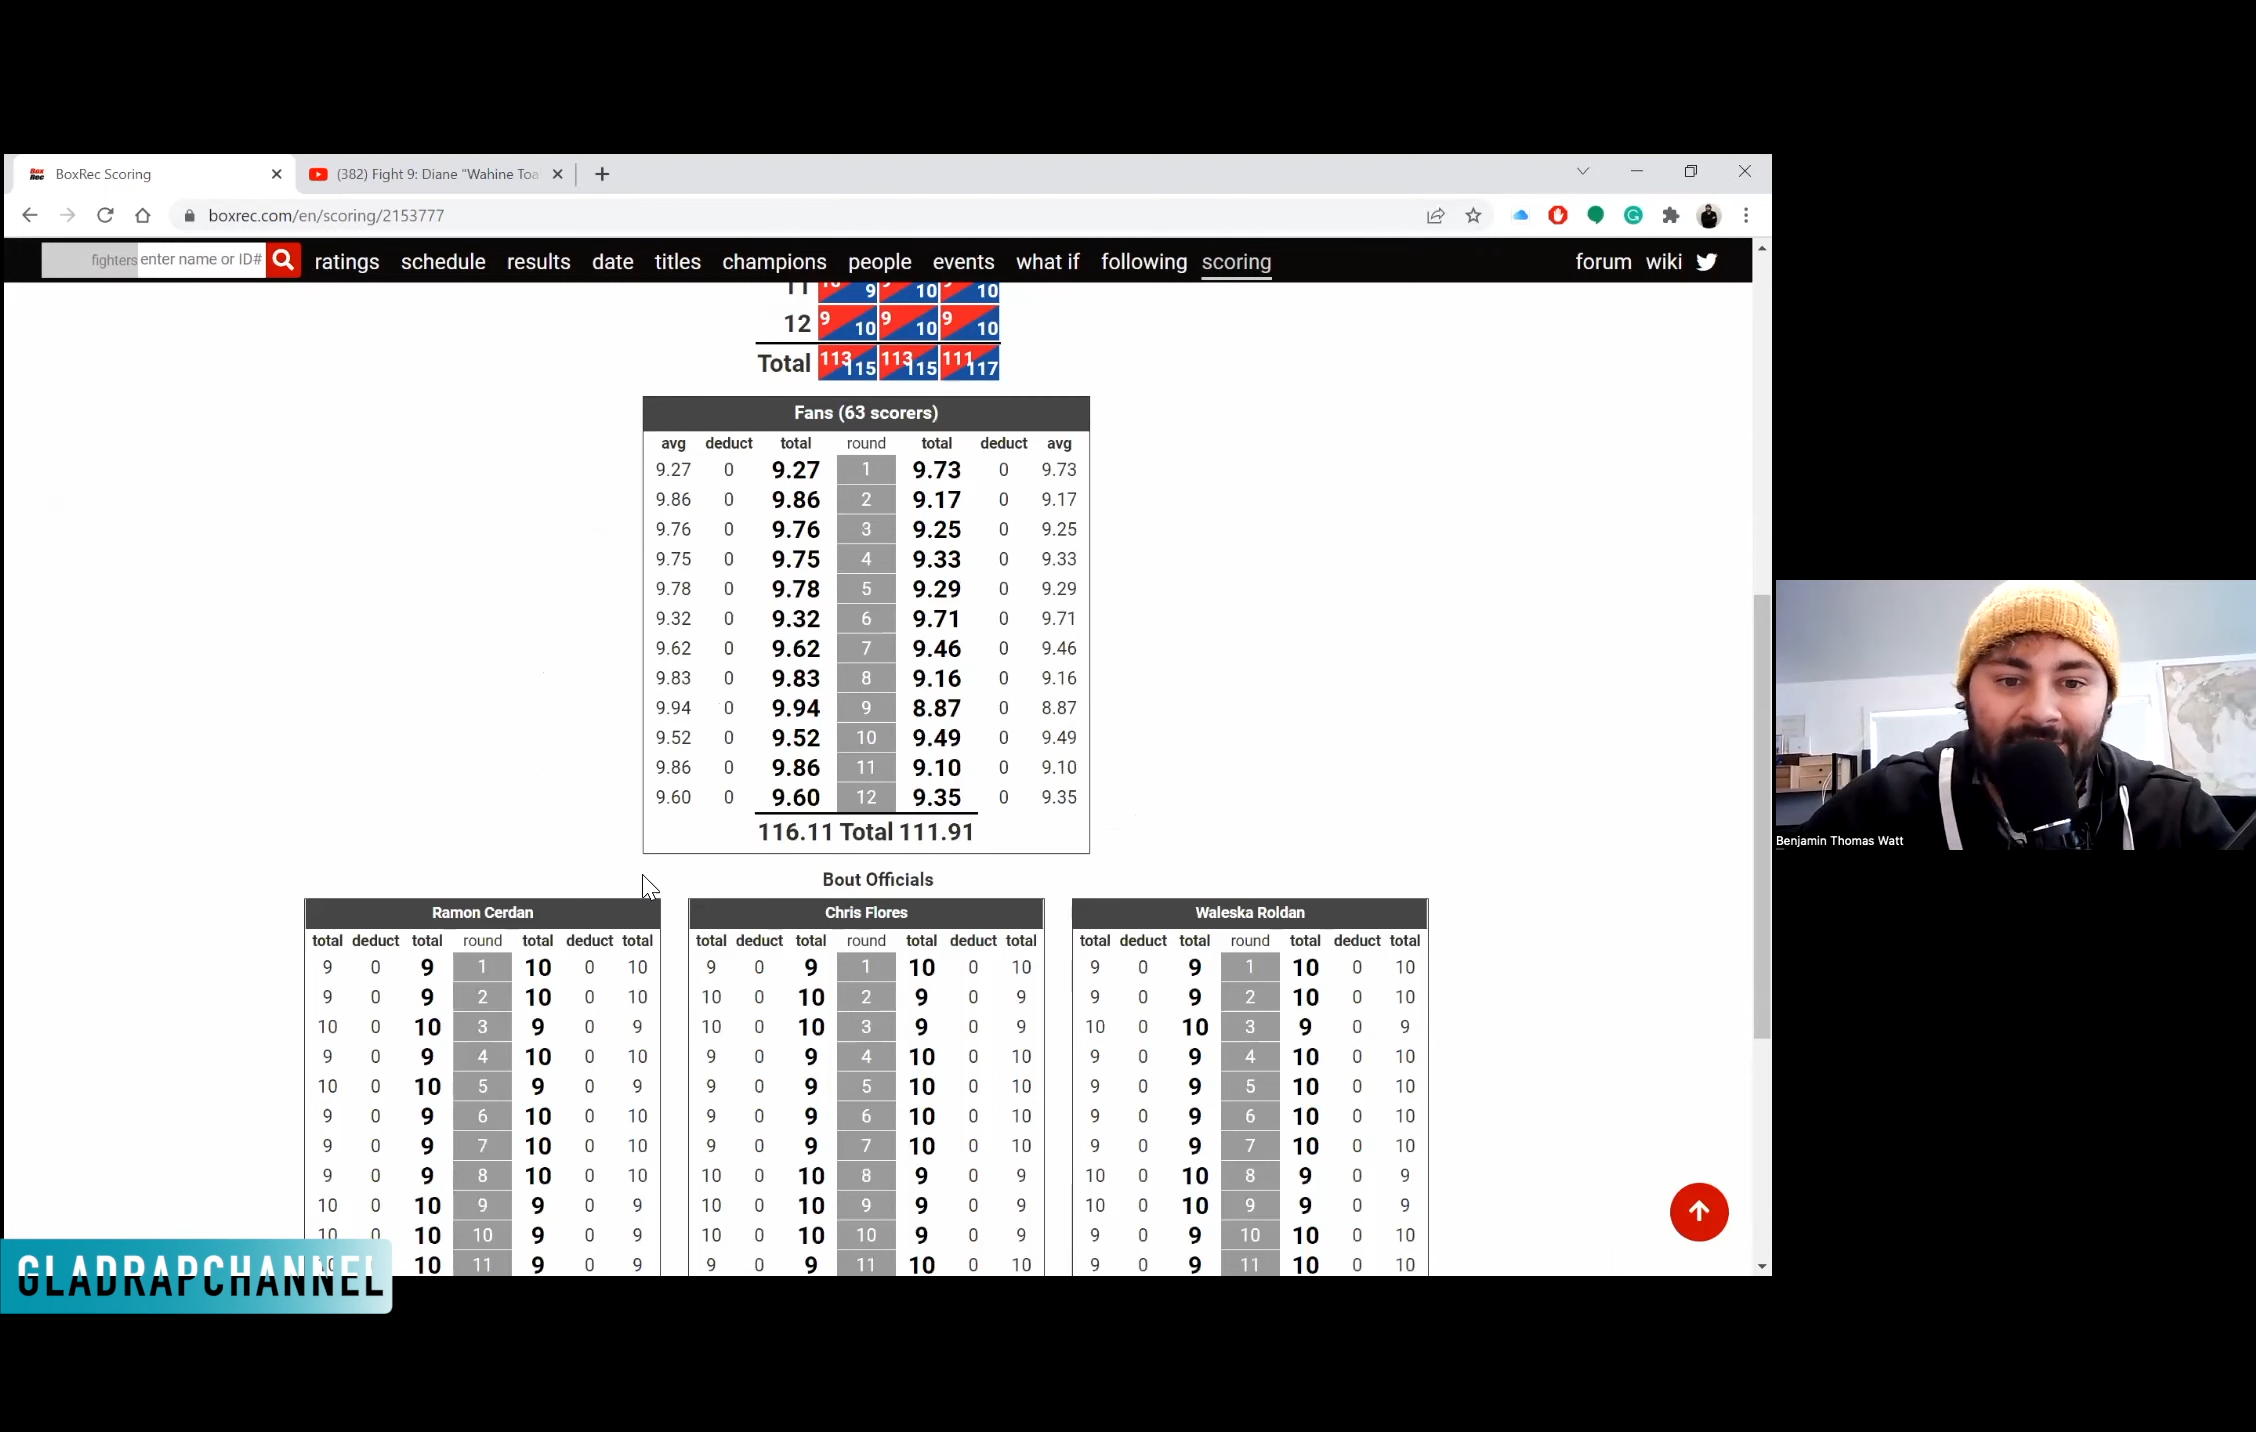 BoxRec Scoring
(382) Fight 9: Diane "Wahine Toa
boxrec.com/en/scoring/2153777
fighters enter name or ID# ratings schedule results date titles champions people events what if following scoring forum wiki
11 9 10 10
12 9 10 9 10 9 10
Total 113 115 113 115 111 117
Fans (63 scorers)
avg deduct total round total deduct avg
9.27 0 9.27 1 9.73 0 9.73
9.86 0 9.86 2 9.17 0 9.17
9.76 0 9.76 3 9.25 0 9.25
9.75 0 9.75 4 9.33 0 9.33
9.78 0 9.78 5 9.29 0 9.29
9.32 0 9.32 6 9.71 0 9.71
9.62 0 9.62 7 9.46 0 9.46
9.83 0 9.83 8 9.16 0 9.16
9.94 0 9.94 9 8.87 0 8.87
9.52 0 9.52 10 9.49 0 9.49
9.86 0 9.86 11 9.10 0 9.10
9.60 0 9.60 12 9.35 0 9.35
116.11 Total 111.91
Bout Officials
Ramon Cerdan
total deduct total round total deduct total
9 0 9 1 10 0 10
9 0 9 2 10 0 10
10 0 10 3 9 0 9
9 0 9 4 10 0 10
10 0 10 5 9 0 9
9 0 9 6 10 0 10
9 0 9 7 10 0 10
9 0 9 8 10 0 10
10 0 10 9 9 0 9
10 0 10 10 9 0 9
10 11 9 0 9
Chris Flores
total deduct total round total deduct total
9 0 9 1 10 0 10
10 0 10 2 9 0 9
10 0 10 3 9 0 9
9 0 9 4 10 0 10
9 0 9 5 10 0 10
9 0 9 6 10 0 10
9 0 9 7 10 0 10
10 0 10 8 9 0 9
10 0 10 9 9 0 9
10 0 10 10 9 0 9
9 0 9 11 10 0 10
Waleska Roldan
total deduct total round total deduct total
9 0 9 1 10 0 10
9 0 9 2 10 0 10
10 0 10 3 9 0 9
9 0 9 4 10 0 10
9 0 9 5 10 0 10
9 0 9 6 10 0 10
9 0 9 7 10 0 10
10 0 10 8 9 0 9
10 0 10 9 9 0 9
9 0 9 10 10 0 10
9 0 9 11 10 0 10
GLADRAPCHANNEL
Benjamin Thomas Watt